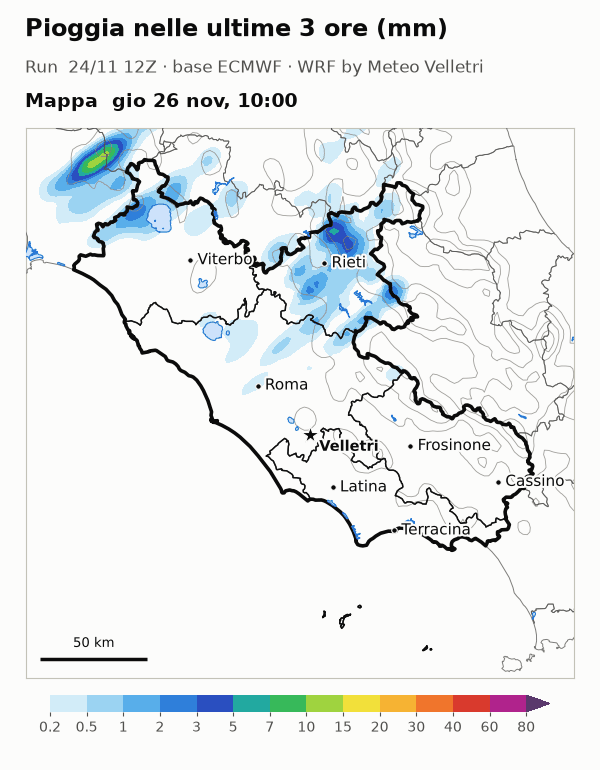 Pioggia nelle ultime 3 ore (mm)
Run  24/11 12Z · base ECMWF · WRF by Meteo Velletri
Mappa  gio 26 nov, 10:00
Viterbo
Rieti
Roma
Velletri
Frosinone
Latina
Cassino
Terracina
50 km
0.2 0.5 1 2 3 5 7 10 15 20 30 40 60 80